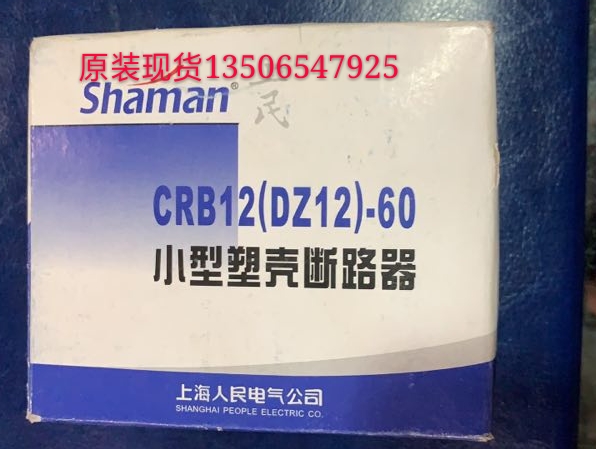 原装现货13506547925
Shaman®
民
CRB12(DZ12)-60
小型塑壳断路器
上海人民电气公司
SHANGHAI PEOPLE ELECTRIC CO.